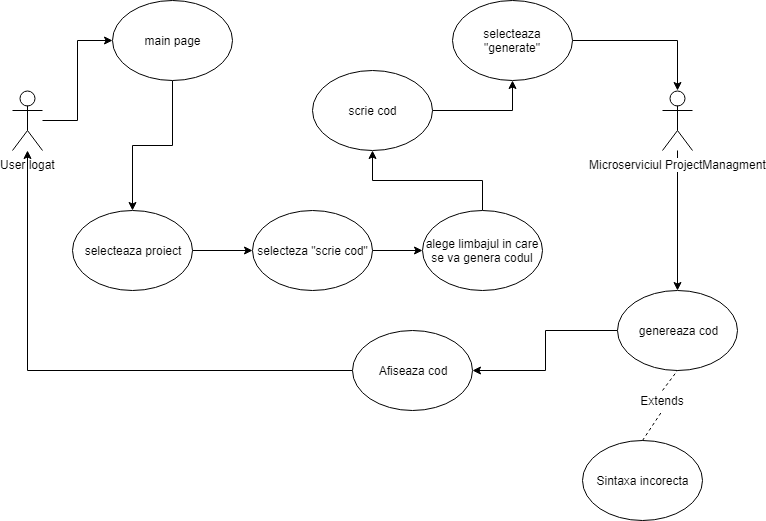 main page
selecteaza
"generate"
scrie cod
User logat
Microserviciul ProjectManagment
selecteaza proiect
selecteza "scrie cod"
alege limbajul in care
se va genera codul
genereaza cod
Afiseaza cod
Extends
Sintaxa incorecta